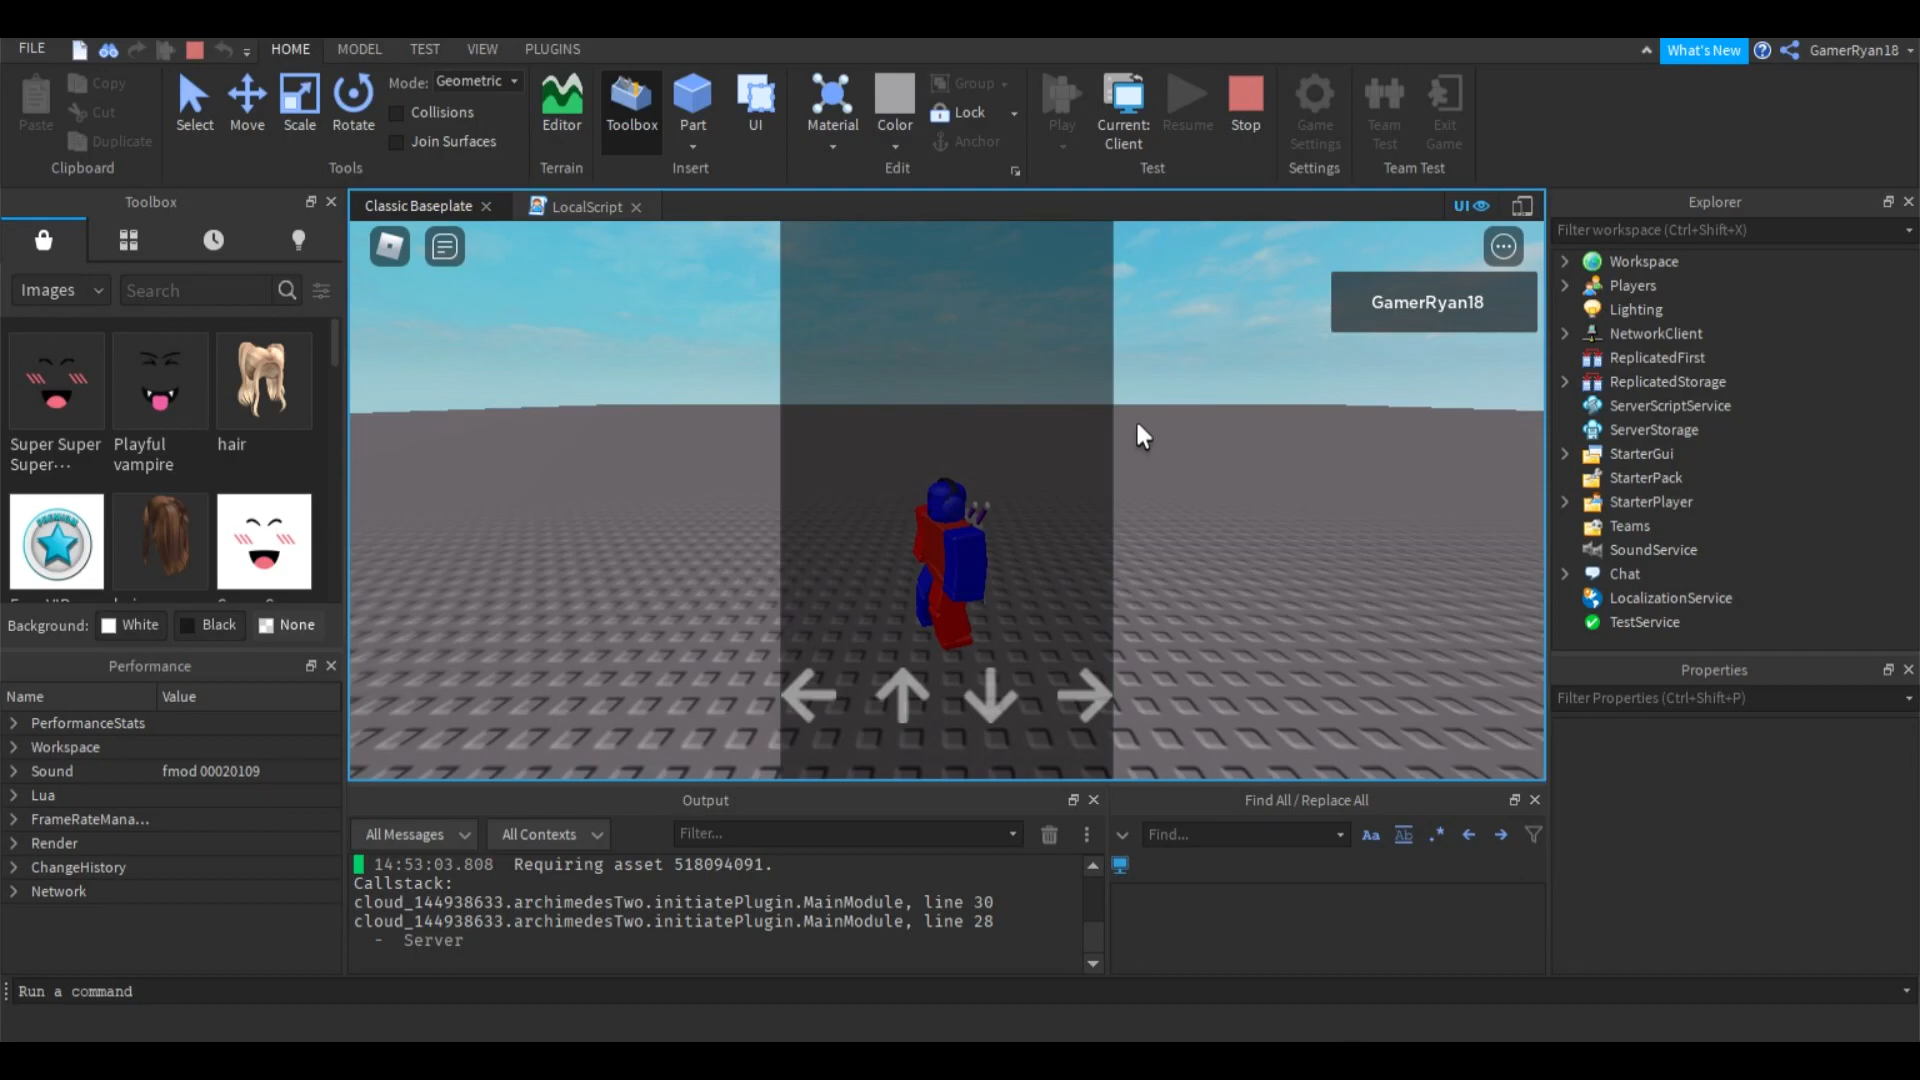 FILE
HOME
MODEL
TEST
VIEW
PLUGINS
What's New
GamerRyan18
Paste
Copy
Cut
Duplicate
Clipboard
Select
Move
Scale
Rotate
Mode: Geometric
Collisions
Join Surfaces
Tools
Editor
Terrain
Toolbox
Part
UI
Insert
Material
Color
Group
Lock
Anchor
Edit
Play
Current:
Client
Resume
Stop
Test
Game
Settings
Settings
Team
Test
Exit
Game
Team Test
Toolbox
Images
Search
Super Super
Super···
Playful
vampire
hair
PREMIUM
Background:
White
Black
None
Performance
Name
Value
PerformanceStats
Workspace
Sound
fmod 00020109
Lua
FrameRateMana...
Render
ChangeHistory
Network
Classic Baseplate
LocalScript
UI
GamerRyan18
Output
All Messages
All Contexts
Filter...
14:53:03.808 Requiring asset 518094091.
Callstack:
cloud_144938633.archimedesTwo.initiatePlugin.MainModule, line 30
cloud_144938633.archimedesTwo.initiatePlugin.MainModule, line 28
- Server
Find All / Replace All
Find...
Aa
Ab
.*
Explorer
Filter workspace (Ctrl+Shift+X)
Workspace
Players
Lighting
NetworkClient
ReplicatedFirst
ReplicatedStorage
ServerScriptService
ServerStorage
StarterGui
StarterPack
StarterPlayer
Teams
SoundService
Chat
LocalizationService
TestService
Properties
Filter Properties (Ctrl+Shift+P)
Run a command